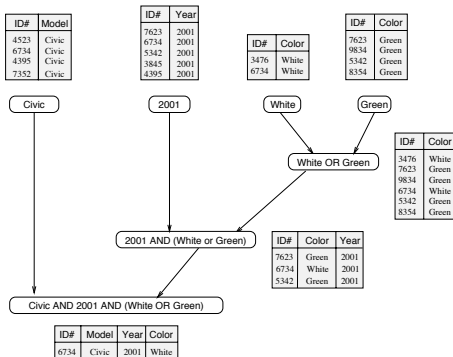 ID# Model
4523 Civic
6734 Civic
4395 Civic
7352 Civic
ID# Year
7623 2001
6734 2001
5342 2001
3845 2001
4395 2001
ID# Color
3476 White
6734 White
ID# Color
7623 Green
9834 Green
5342 Green
8354 Green
Civic
2001
White
Green
White OR Green
ID# Color
3476 White
7623 Green
9834 Green
6734 White
5342 Green
8354 Green
2001 AND (White or Green)
ID# Color Year
7623 Green 2001
6734 White 2001
5342 Green 2001
Civic AND 2001 AND (White OR Green)
ID# Model Year Color
6734 Civic 2001 White